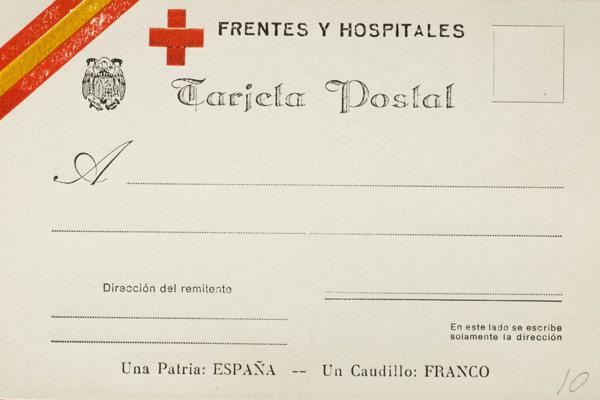 FRENTES Y HOSPITALES
Tarjeta Postal
A
Dirección del remitente
En este lado se escribe
solamente la dirección
Una Patria: ESPAÑA -- Un Caudillo: FRANCO
10